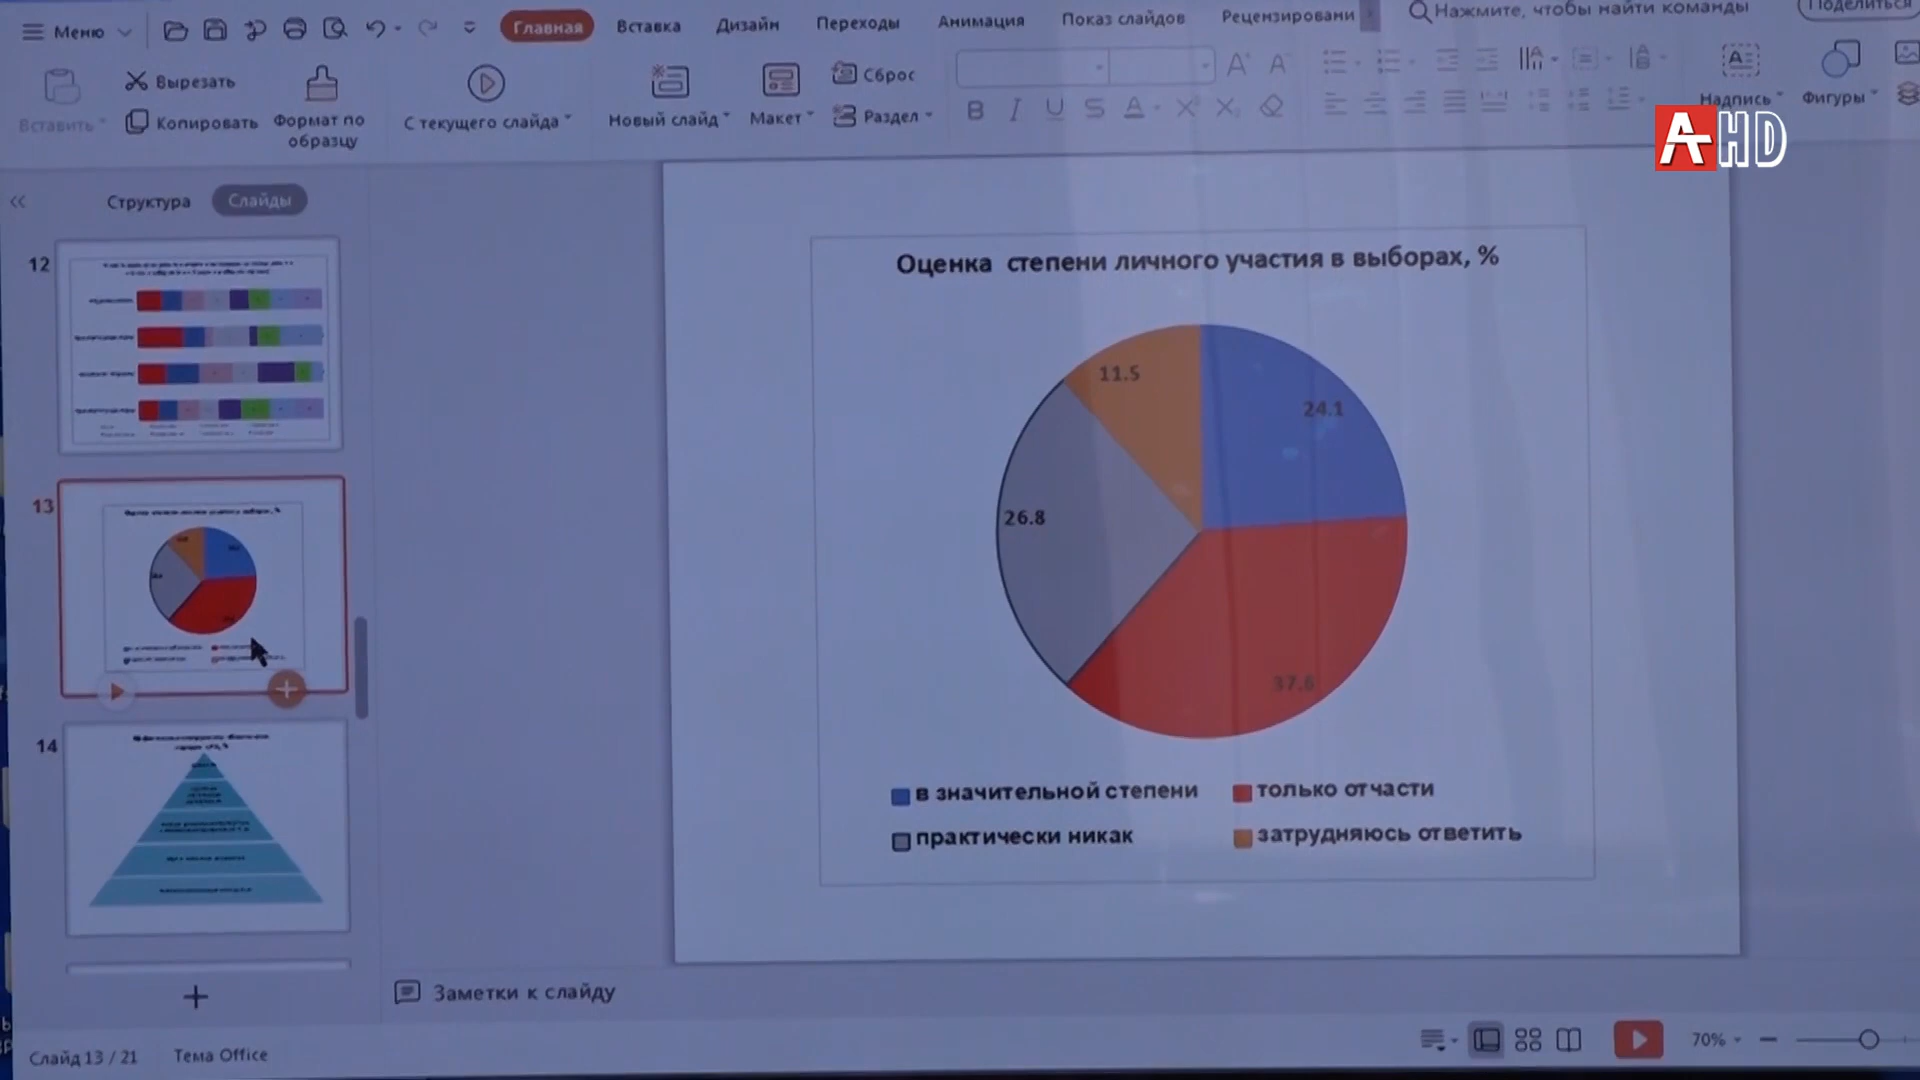 Меню
Главная
Вставка
Дизайн
Переходы
Анимация
Показ слайдов
Рецензировани
Нажмите, чтобы найти команды
Поделиться
Вставить
Вырезать
Копировать
Формат по
образцу
С текущего слайда
Новый слайд
Макет
Сброс
Раздел
Надпись
Фигуры
A HD
Структура
Слайды
12
13
14
Оценка степени личного участия в выборах, %
11.5
24.1
26.8
37.6
в значительной степени
только отчасти
практически никак
затрудняюсь ответить
Заметки к слайду
Слайд 13 / 21
Тема Office
70%